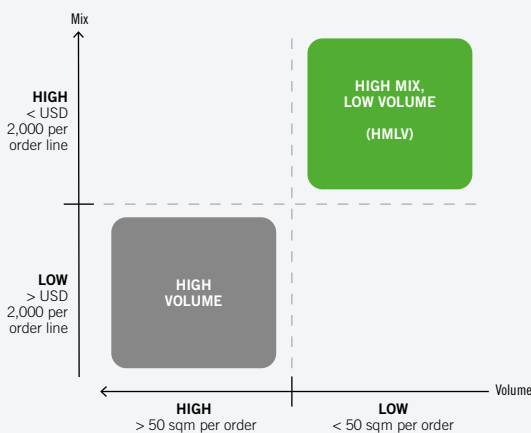 Mix
HIGH
< USD
2,000 per
order line
HIGH MIX,
LOW VOLUME
(HMLV)
LOW
> USD
2,000 per
order line
HIGH
VOLUME
Volume
HIGH
> 50 sqm per order
LOW
< 50 sqm per order